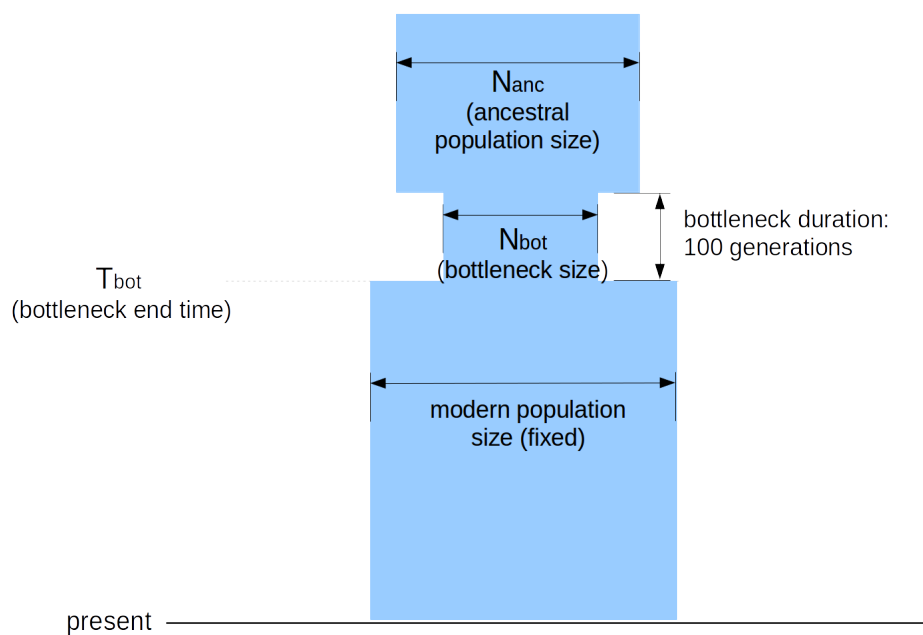 Nanc
(ancestral
population size)
bottleneck duration:
100 generations
Nbot
(bottleneck size)
Tbot
(bottleneck end time)
modern population
size (fixed)
present